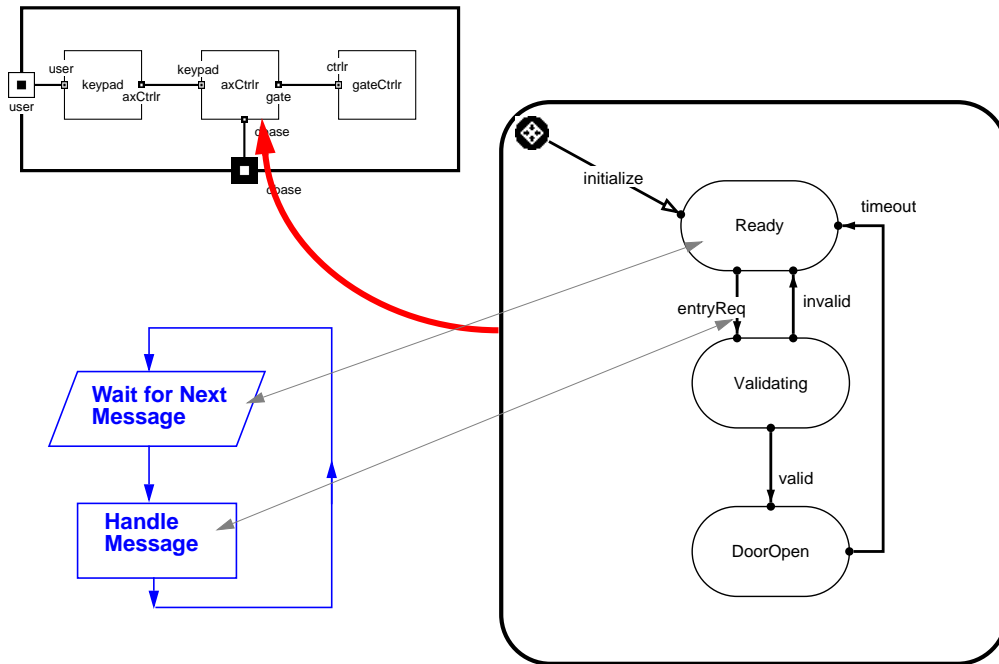 user
keypad
axCtrlr
keypad
axCtrlr
gate
ctrlr
gateCtrlr
user
dbase
dbase
initialize
Ready
timeout
entryReq
invalid
Validating
valid
DoorOpen
Wait for Next
Message
Handle
Message